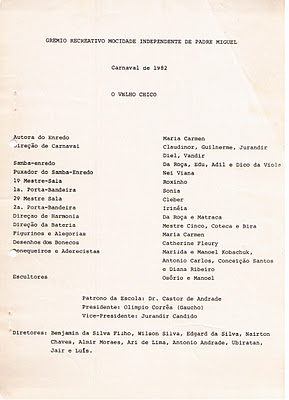 GREMIO RECREATIVO MOCIDADE INDEPENDENTE DE PADRE MIGUEL
Carnaval de 1982
O VELHO CHICO
Autora do Enredo Maria Carmen
Direção de Carnaval Claudinor, Guilherme, Jurandir
Diel, Vandir
Samba-enredo Da Roça, Edu, Adil e Dico da Viola
Puxador do Samba-Enredo Nei Viana
1º Mestre-Sala Roxinho
1a. Porta-Bandeira Sonia
2º Mestre Sala Cleber
2a. Porta-Bandeira Irinéia
Direçao de Harmonia Da Roça e Matraca
Direção da Bateria Mestre Cinco, Coteca e Bira
Figurinos e Alegorias Maria Carmen
Desenhos dos Bonecos Catherine Fleury
Bonequeiros e Aderecistas Marilda e Manoel Kobachuk,
Antonio Carlos, Conceição Santos
e Diana Ribeiro
Escultores Osório e Manoel
Patrono da Escola: Dr. Castor de Andrade
Presidente: Olimpio Corrêa (Gaucho)
Vice-Presidente: Jurandir Candido
Diretores: Benjamin da Silva Filho, Wilson Silva, Edgard da Silva, Nairton
Chaves, Almir Moraes, Ari de Lima, Antonio Andrade, Ubiratan,
Jair e Luís.